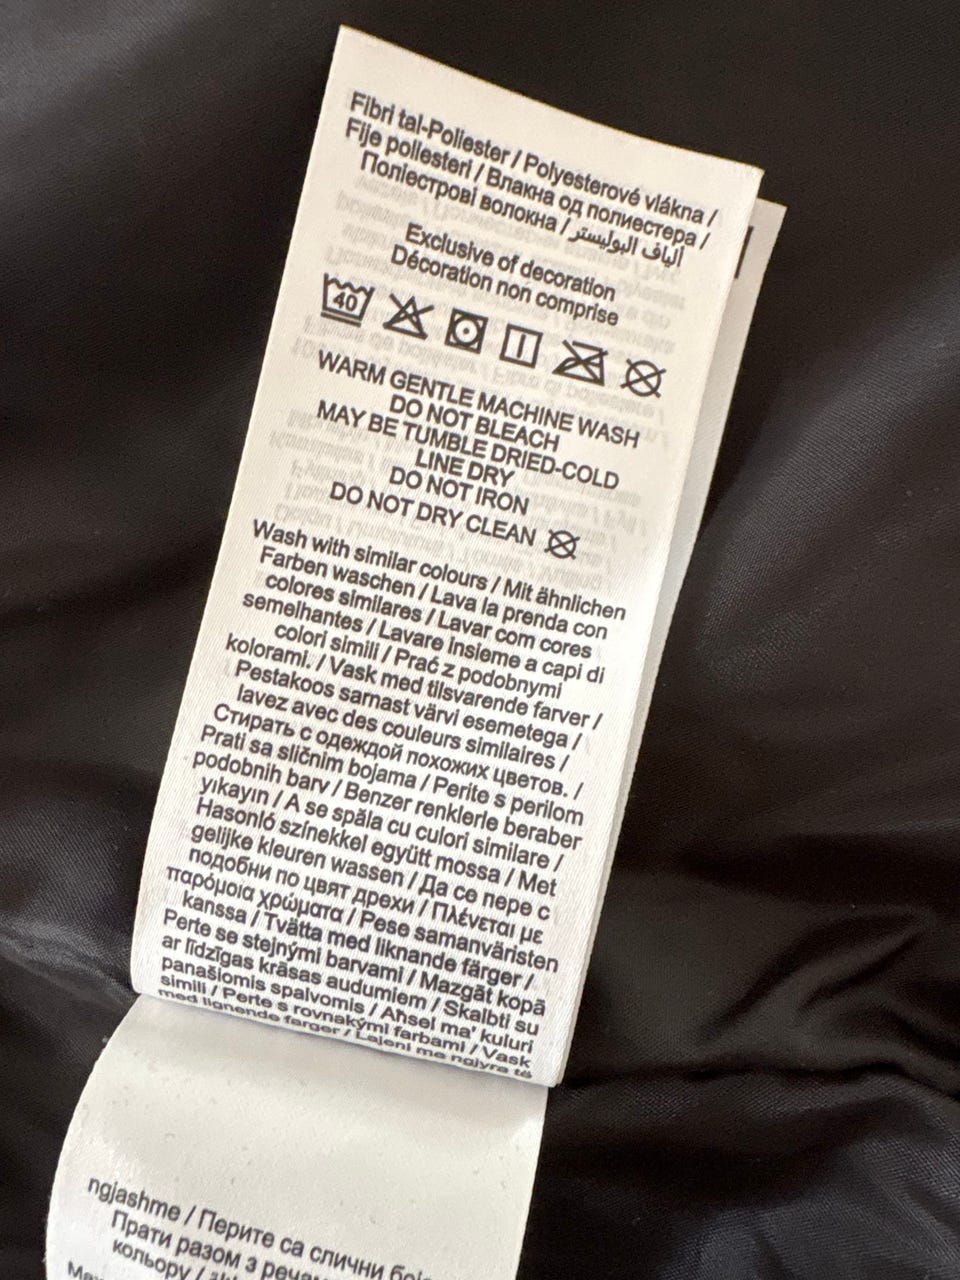 Fibri tal-Poliester / Polyesterové vlákna /
Fije poliesteri / Влакна од полиестера /
Поліестрові волокна / ألياف البوليستر
Exclusive of decoration
Décoration non comprise
40
WARM GENTLE MACHINE WASH
DO NOT BLEACH
MAY BE TUMBLE DRIED-COLD
LINE DRY
DO NOT IRON
DO NOT DRY CLEAN
Wash with similar colours / Mit ähnlichen
Farben waschen / Lava la prenda con
colores similares / Lavar com cores
semelhantes / Lavare insieme a capi di
colori simili / Prać z podobnymi
kolorami. / Vask med tilsvarende farver /
Pestakoos sarnast värvi esemetega /
lavez avec des couleurs similaires /
Стирать с одеждой похожих цветов. /
Prati sa sličnim bojama / Perite s perilom
podobnih barv / Benzer renklerle beraber
yıkayın / A se spăla cu culori similare /
Hasonló színekkel együtt mossa / Met
gelijke kleuren wassen / Да се пере с
подобни по цвят дрехи / Πλένεται με
παρόμοια χρώματα / Pese samanväristen
kanssa / Tvätta med liknande färger /
Perte se stejnými barvami / Mazgāt kopā
ar līdzīgas krāsas audumiem / Skalbti su
panašiomis spalvomis / Aħsel ma' kuluri
simili / Perte s rovnakými farbami / Vask
med lignende farger / Lajeni me ngjyra të
ngjashme / Перите са слични
Прати разом з
кольору /